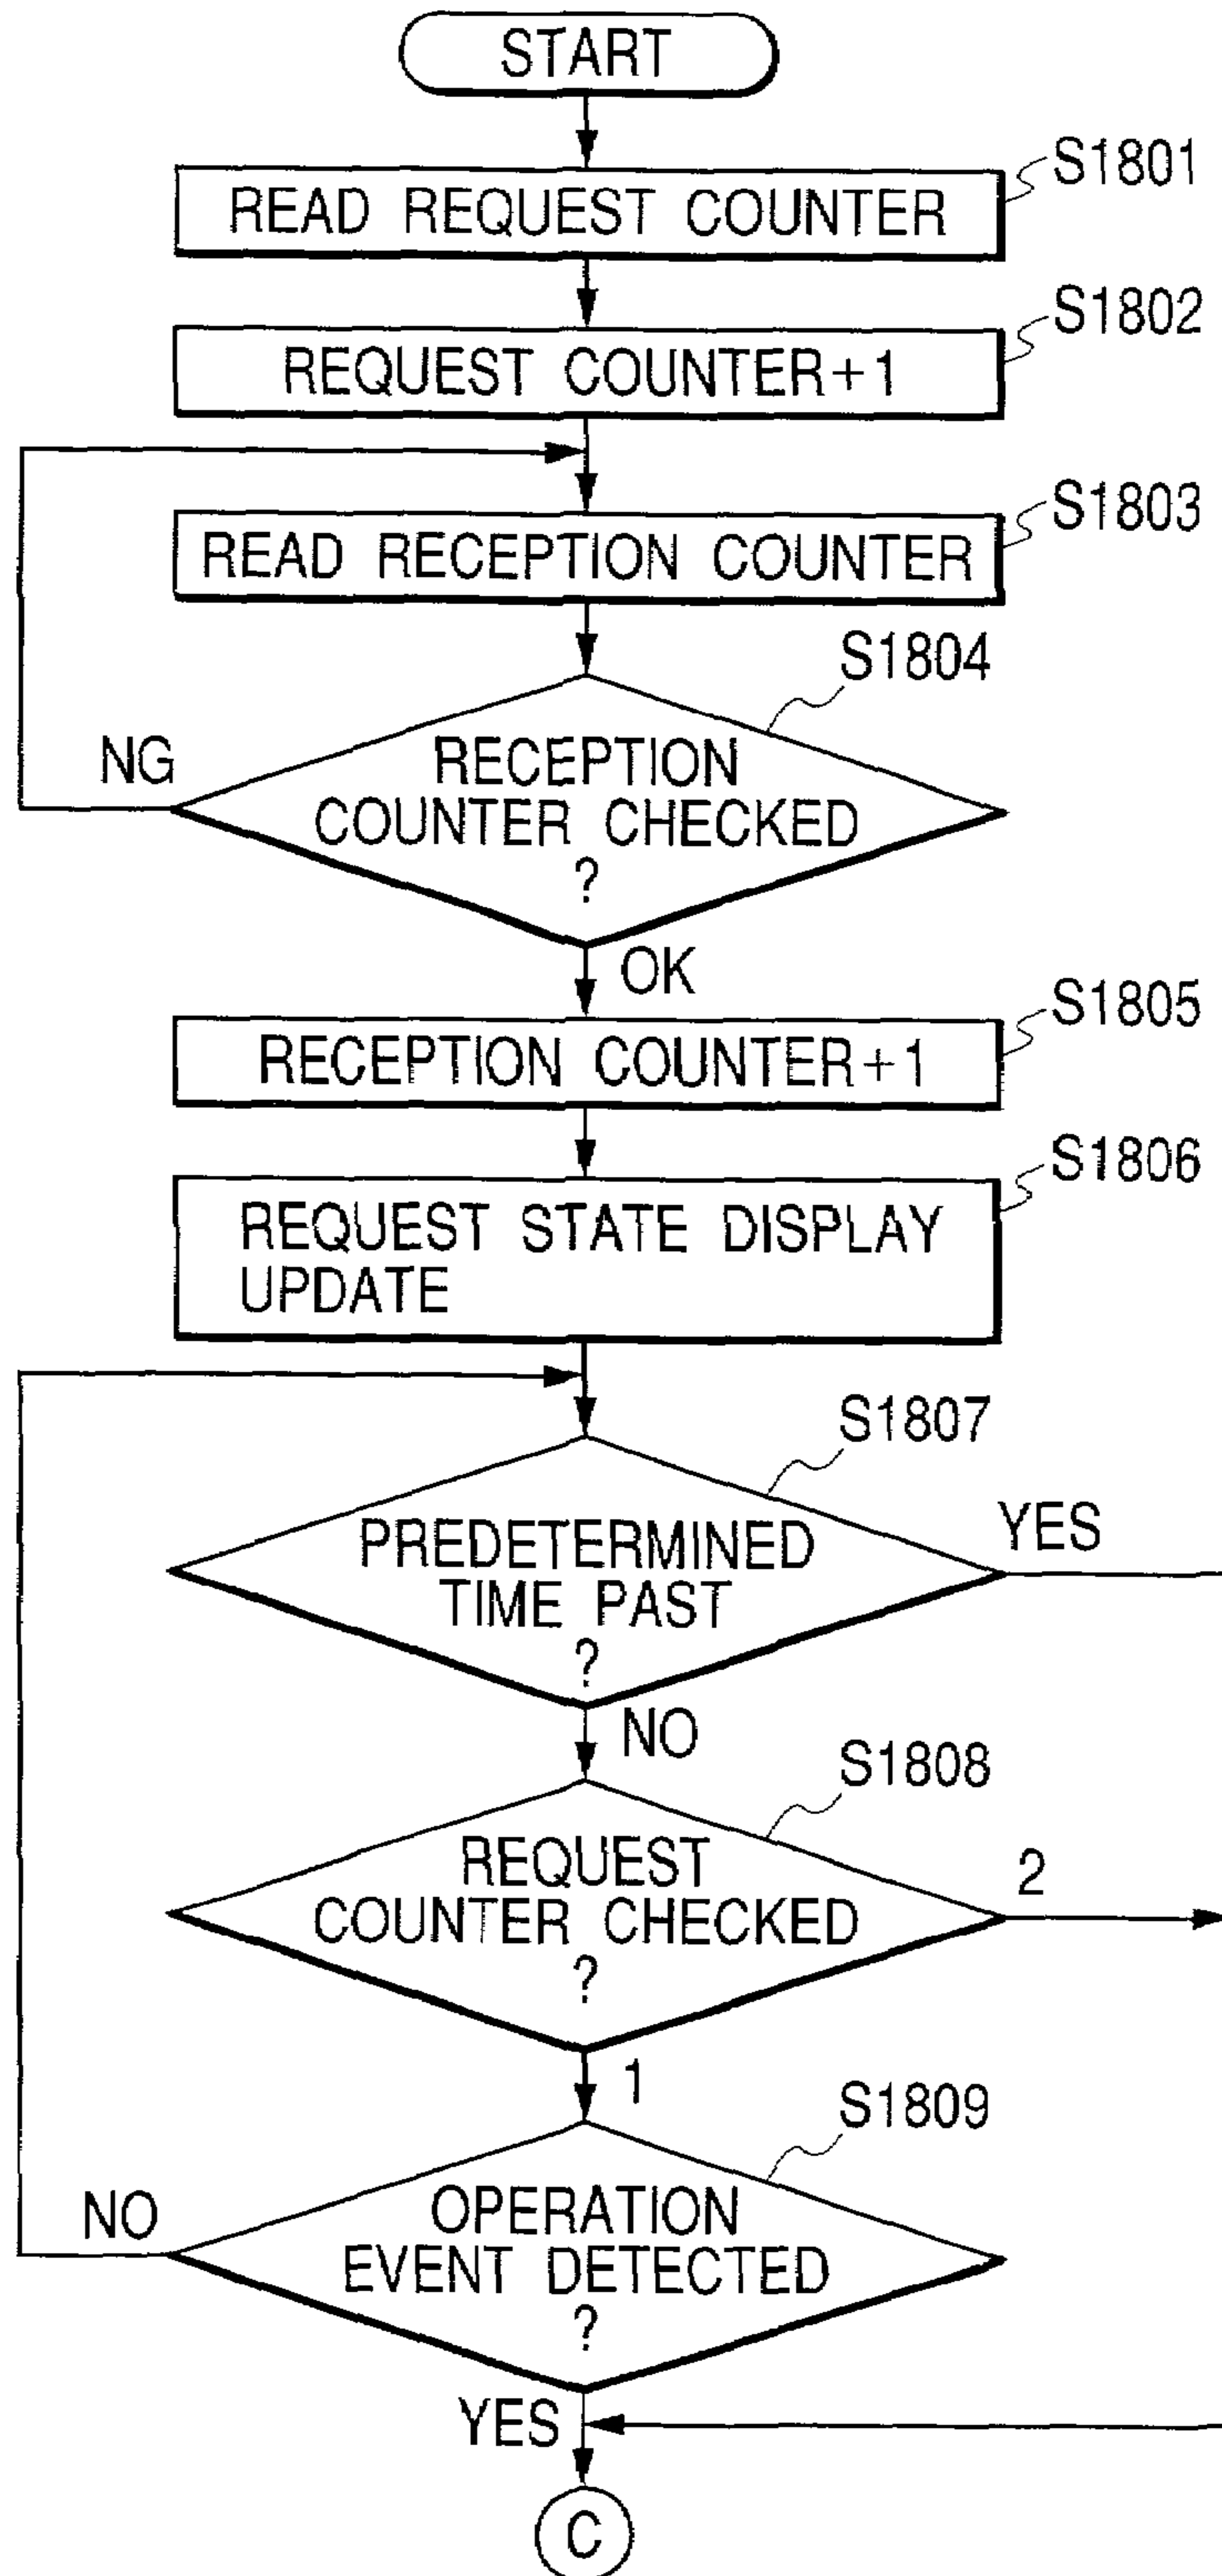 START
S1801
READ REQUEST COUNTER
S1802
REQUEST COUNTER+1
S1803
READ RECEPTION COUNTER
S1804
NG
RECEPTION
COUNTER CHECKED
?
OK
S1805
RECEPTION COUNTER+1
S1806
REQUEST STATE DISPLAY
UPDATE
S1807
YES
PREDETERMINED
TIME PAST
?
NO
S1808
REQUEST
COUNTER CHECKED
?
2
1
S1809
NO
OPERATION
EVENT DETECTED
?
YES
C